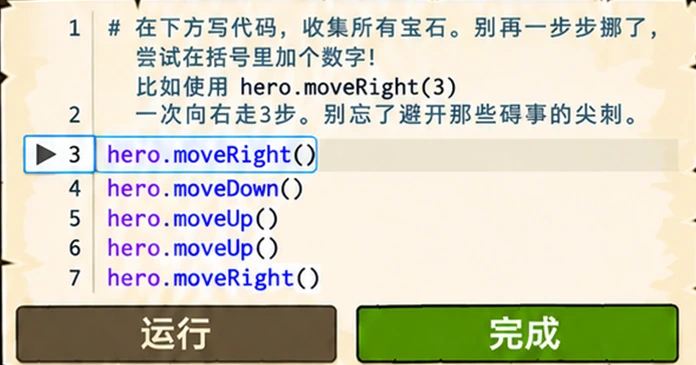 1 # 在下方写代码，收集所有宝石。别再一步步挪了，
尝试在括号里加个数字!
比如使用 hero.moveRight(3)
2 一次向右走3步。别忘了避开那些碍事的尖刺。
3 hero.moveRight()
4 hero.moveDown()
5 hero.moveUp()
6 hero.moveUp()
7 hero.moveRight()
运行
完成